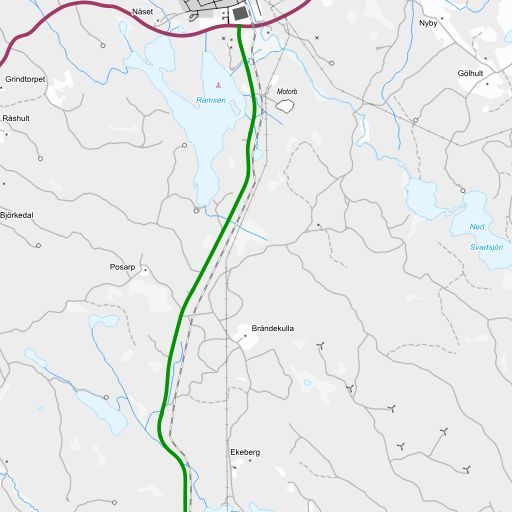 Näset
Nyby
Gölhult
Grindtorpet
Motorb.
Ramsen
Råshult
Björkedal
Ned.
Svartsjön
Posarp
Brändekulla
Ekeberg